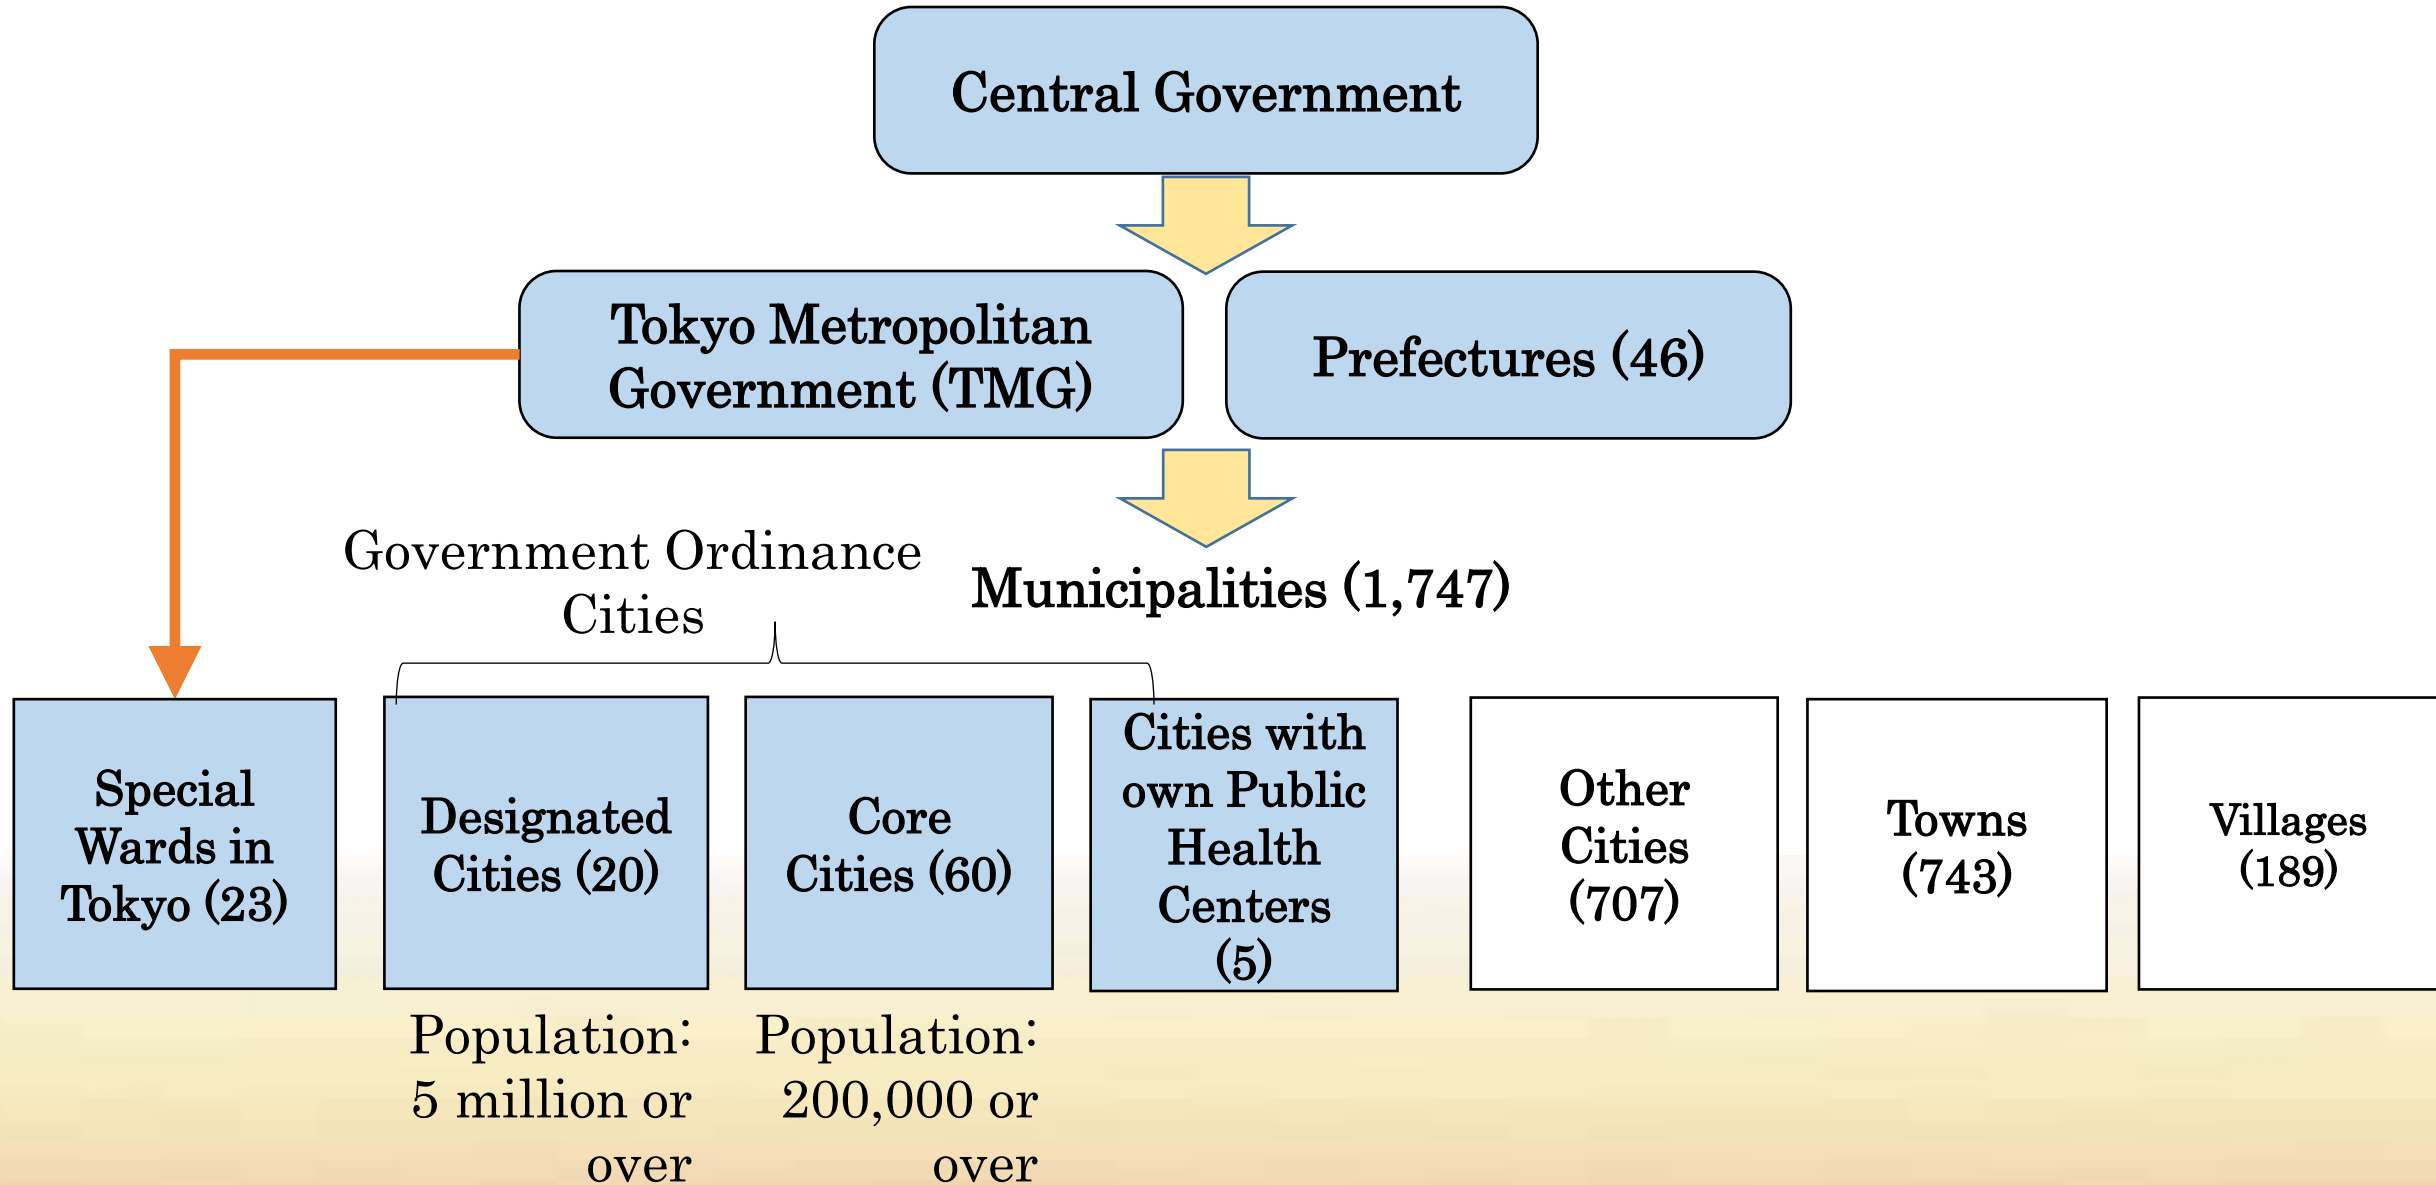 Central Government
Tokyo Metropolitan
Government (TMG)
Prefectures (46)
Government Ordinance
Cities
Municipalities (1,747)
Special
Wards in
Tokyo (23)
Designated
Cities (20)
Core
Cities (60)
Cities with
own Public
Health
Centers
(5)
Other
Cities
(707)
Towns
(743)
Villages
(189)
Population:
5 million or
over
Population:
200,000 or
over